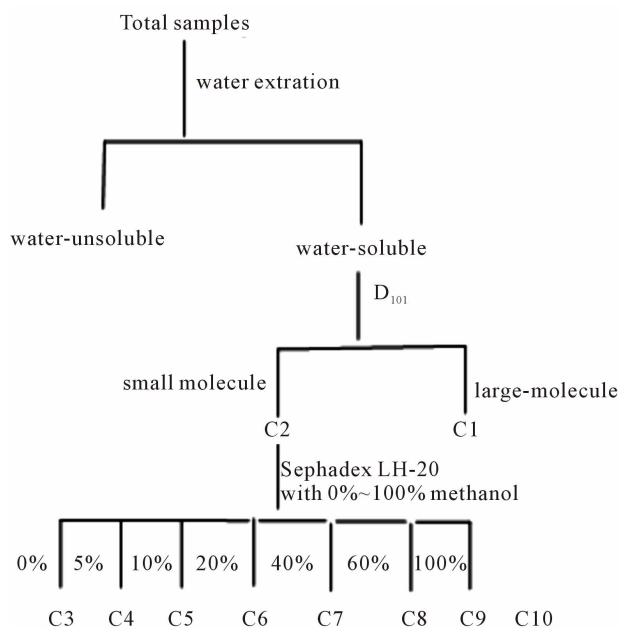 Total samples
water extration
water-unsoluble
water-soluble
D101
small molecule
large-molecule
C2
C1
Sephadex LH-20
with 0%~100% methanol
0% 5% 10% 20% 40% 60% 100%
C3 C4 C5 C6 C7 C8 C9 C10